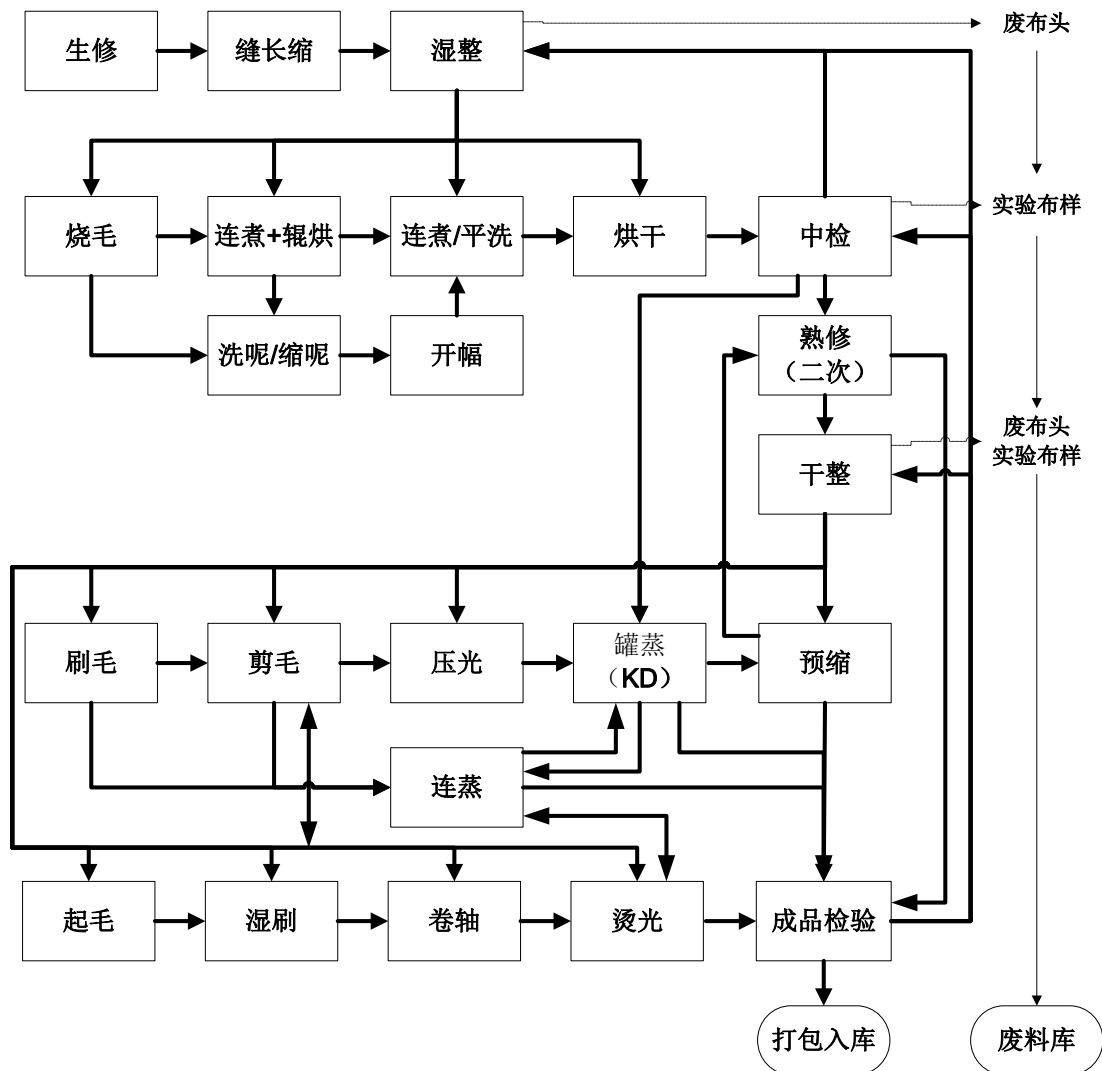 生修
缝长缩
湿整
废布头
烧毛
连煮+辊烘
连煮/平洗
烘干
中检
实验布样
洗呢/缩呢
开幅
熟修
（二次）
废布头
实验布样
干整
刷毛
剪毛
压光
罐蒸
（KD）
预缩
连蒸
起毛
湿刷
卷轴
烫光
成品检验
打包入库
废料库